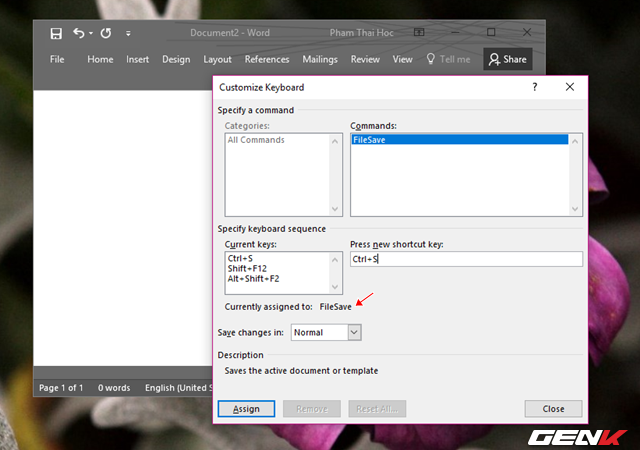 Document2 - Word
Pham Thai Hoc
File Home Insert Design Layout References Mailings Review View Tell me Share
Customize Keyboard
Specify a command
Categories:
All Commands
Commands:
FileSave
Specify keyboard sequence
Current keys:
Ctrl+S
Shift+F12
Alt+Shift+F2
Press new shortcut key:
Ctrl+S
Currently assigned to: FileSave
Save changes in: Normal
Description
Saves the active document or template
Assign Remove Reset All... Close
Page 1 of 1 0 words English (United S
GENK